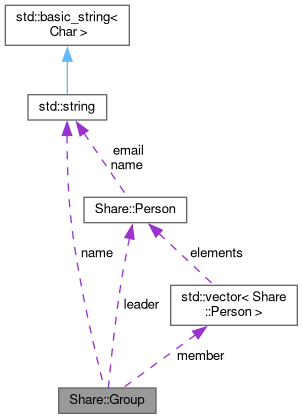 std::basic_string<
Char >
std::string
email
name
Share::Person
name
elements
leader
std::vector< Share
::Person >
member
Share::Group